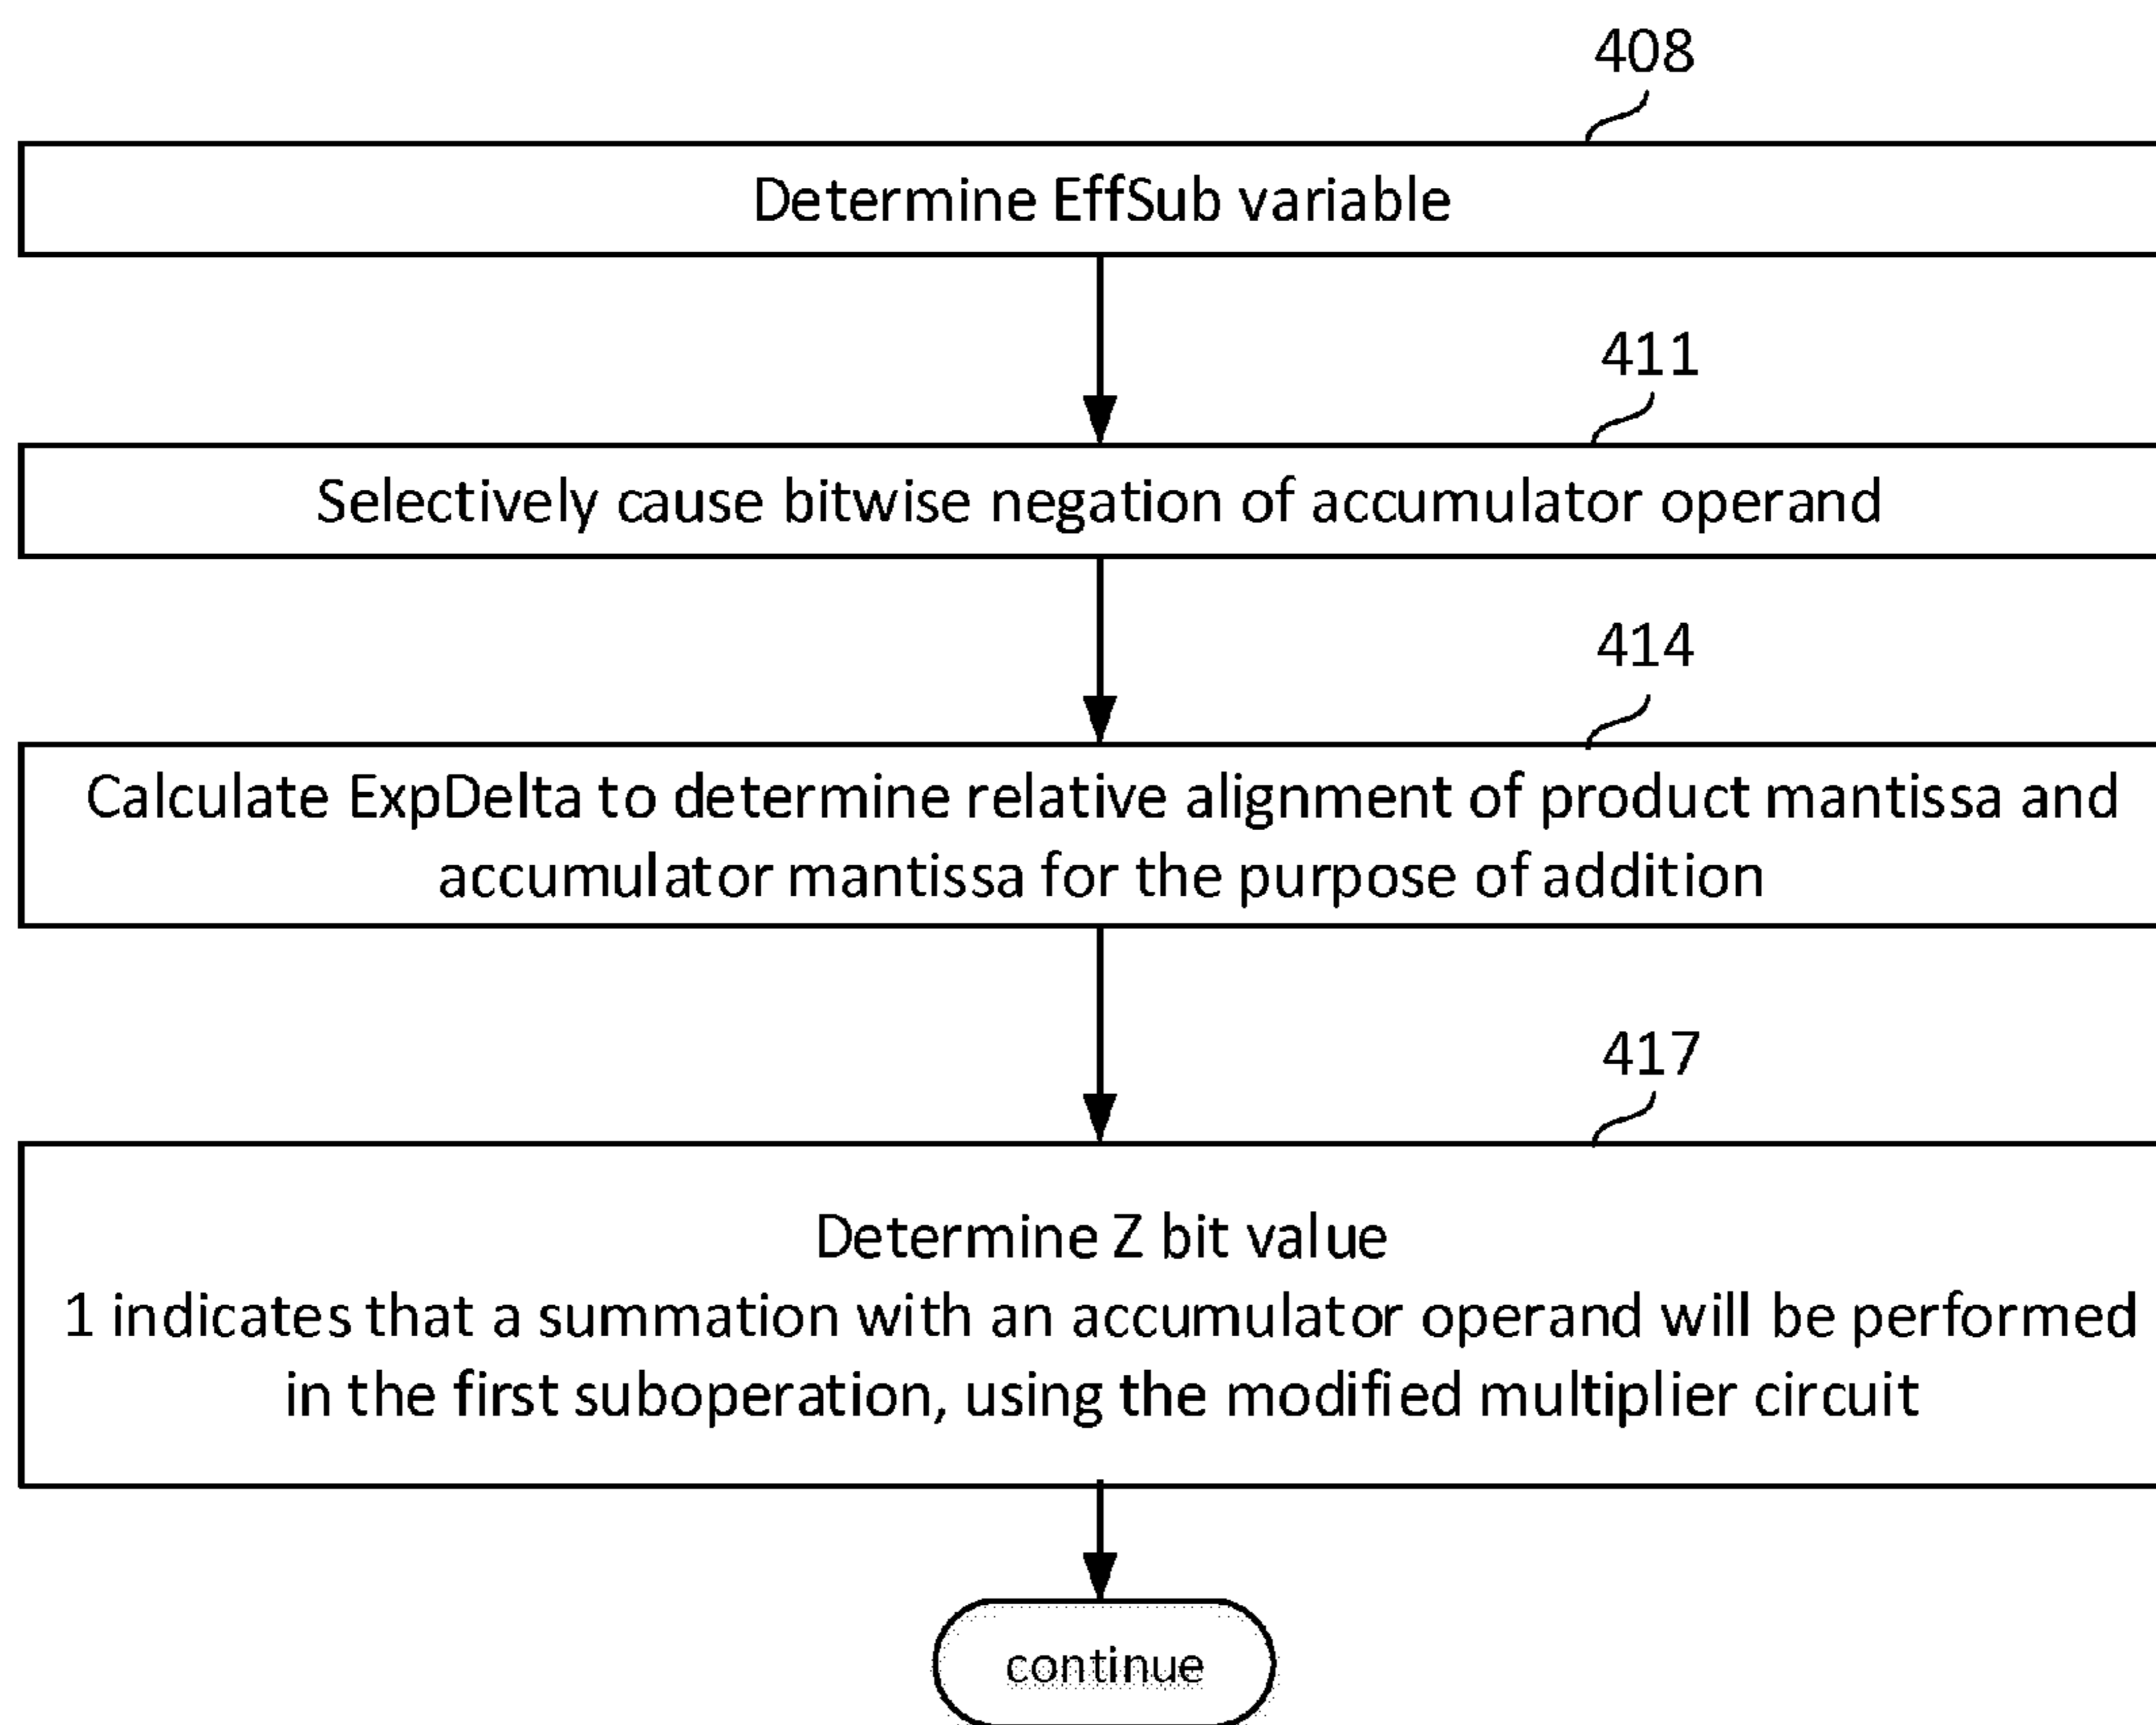 408
Determine EffSub variable
411
Selectively cause bitwise negation of accumulator operand
414
Calculate ExpDelta to determine relative alignment of product mantissa and
accumulator mantissa for the purpose of addition
417
Determine Z bit value
1 indicates that a summation with an accumulator operand will be performed
in the first suboperation, using the modified multiplier circuit
continue